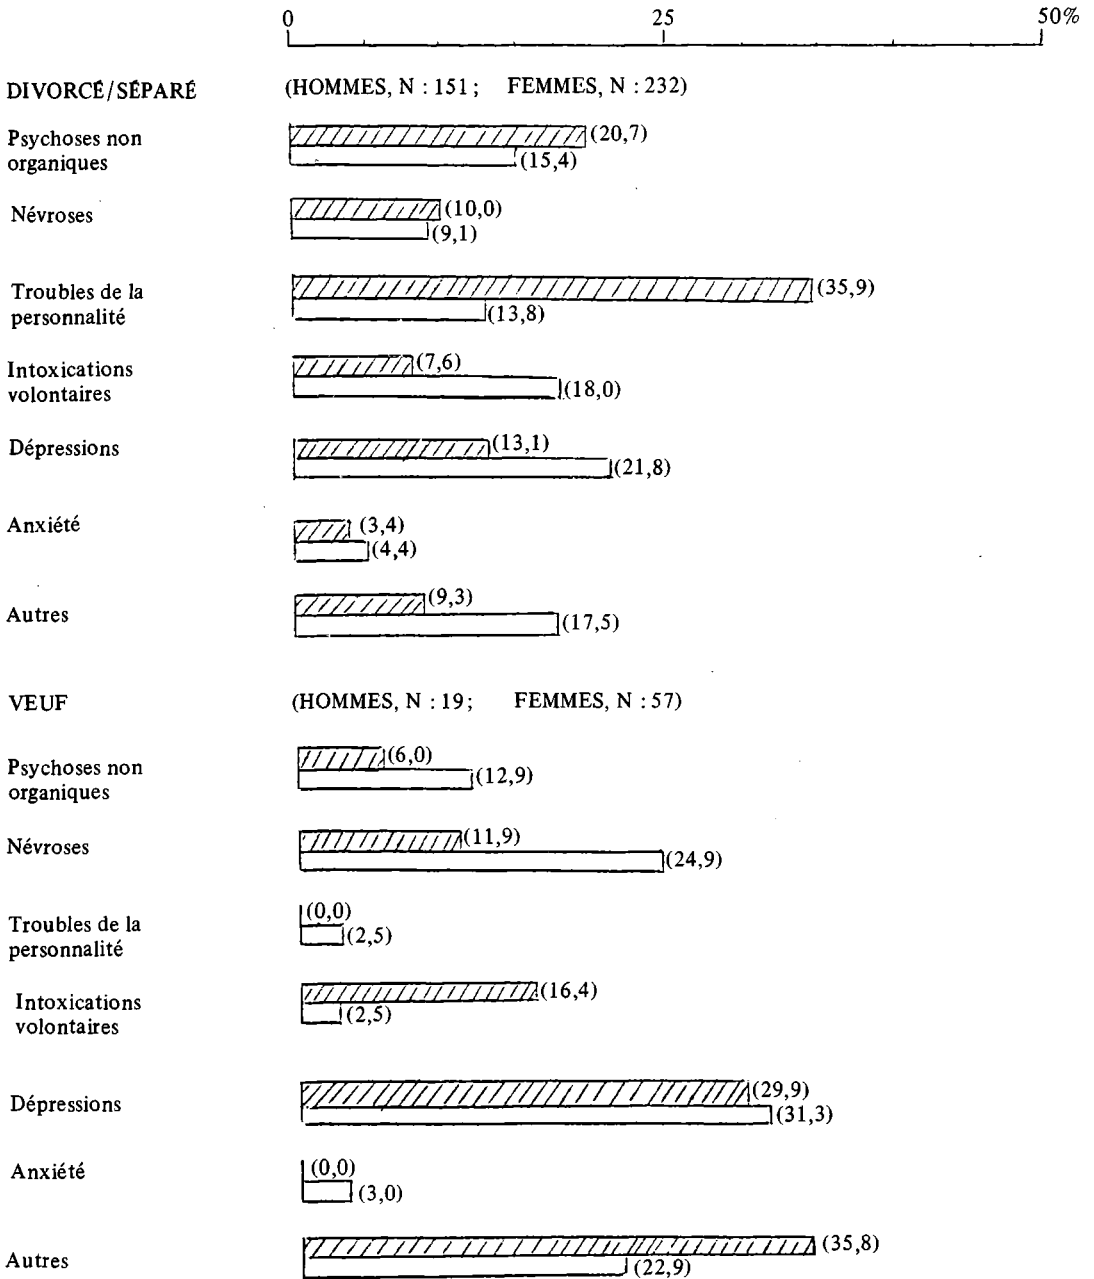 0 25 50%
DIVORCÉ/SÉPARÉ (HOMMES, N : 151; FEMMES, N : 232)
Psychoses non
organiques
(20,7)
(15,4)
Névroses
(10,0)
(9,1)
Troubles de la
personnalité
(35,9)
(13,8)
Intoxications
volontaires
(7,6)
(18,0)
Dépressions
(13,1)
(21,8)
Anxiété
(3,4)
(4,4)
Autres
(9,3)
(17,5)
VEUF (HOMMES, N : 19; FEMMES, N : 57)
Psychoses non
organiques
(6,0)
(12,9)
Névroses
(11,9)
(24,9)
Troubles de la
personnalité
(0,0)
(2,5)
Intoxications
volontaires
(16,4)
(2,5)
Dépressions
(29,9)
(31,3)
Anxiété
(0,0)
(3,0)
Autres
(35,8)
(22,9)